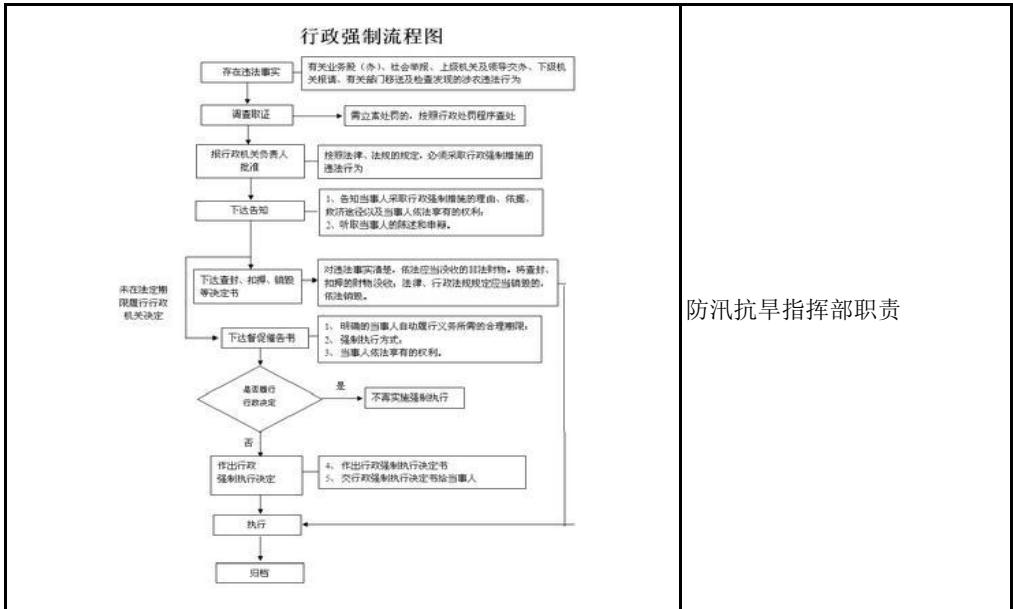 行政强制流程图
存在违法事实
有关业务股（办）、社会举报、上级机关及领导交办、下级机
关报请、有关部门移送及检查发现的涉农违法行为
调查取证
需立案处罚的，按照行政处罚程序查处
报行政机关负责人
批准
按照法律、法规的规定，必须采取行政强制措施的
违法行为
下达告知
1、告知当事人采取行政强制措施的理由、依据、
救济途径以及当事人依法享有的权利；
2、听取当事人的陈述和申辩。
未在法定期
限履行行政
机关决定
下达查封、扣押、销毁
等决定书
对违法事实清楚，依法应当没收的非法财物，将查封、
扣押的财物没收；法律、行政法规规定应当销毁的，
依法销毁。
下达督促催告书
1、 明确的当事人自动履行义务所需的合理期限；
2、 强制执行方式；
3、 当事人依法享有的权利。
是否履行
行政决定
是
不再实施强制执行
否
作出行政
强制执行决定
4、 作出行政强制执行决定书
5、 交行政强制执行决定书给当事人
执行
归档
防汛抗旱指挥部职责